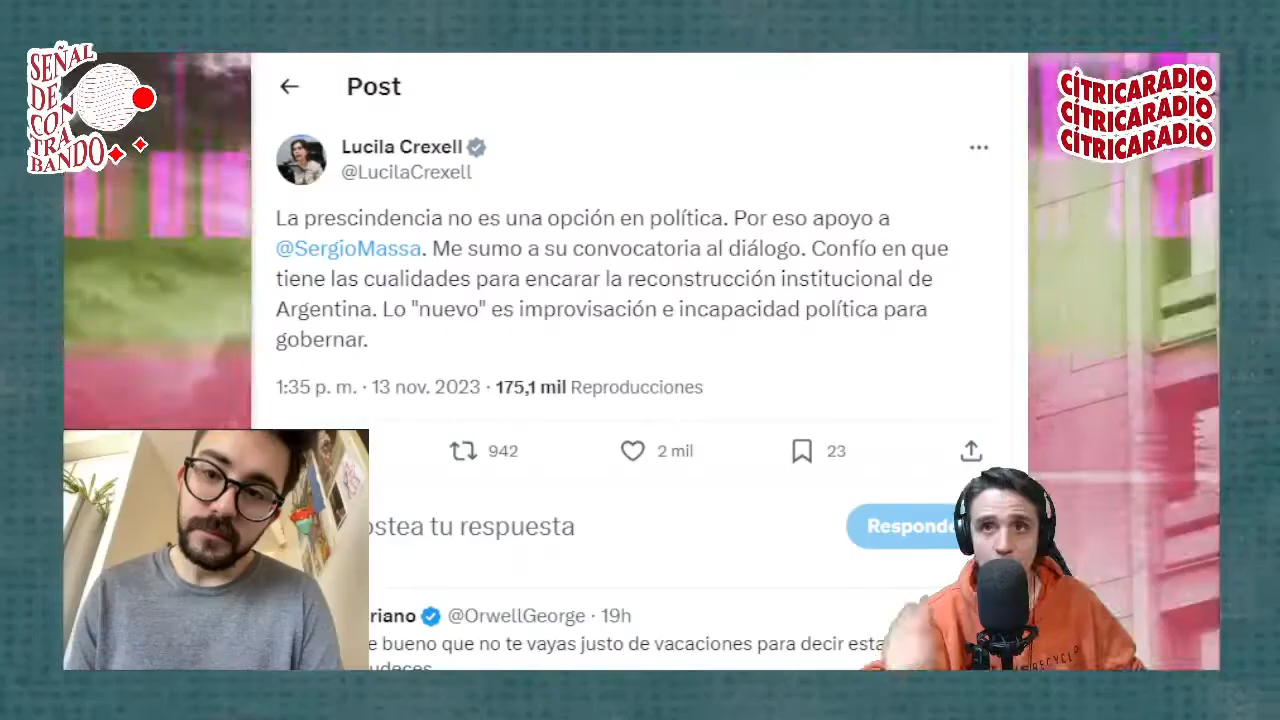 SEÑAL
DE
CON
TRA
BANDO
CÍTRICARADIO
CÍTRICARADIO
CÍTRICARADIO
Post
Lucila Crexell
@LucilaCrexell
La prescindencia no es una opción en política. Por eso apoyo a
@SergioMassa. Me sumo a su convocatoria al diálogo. Confío en que
tiene las cualidades para encarar la reconstrucción institucional de
Argentina. Lo "nuevo" es improvisación e incapacidad política para
gobernar.
1:35 p. m. · 13 nov. 2023 · 175,1 mil Reproducciones
942 2 mil 23
ostea tu respuesta
Responde
riano @OrwellGeorge · 19h
e bueno que no te vayas justo de vacaciones para decir esta
udeces